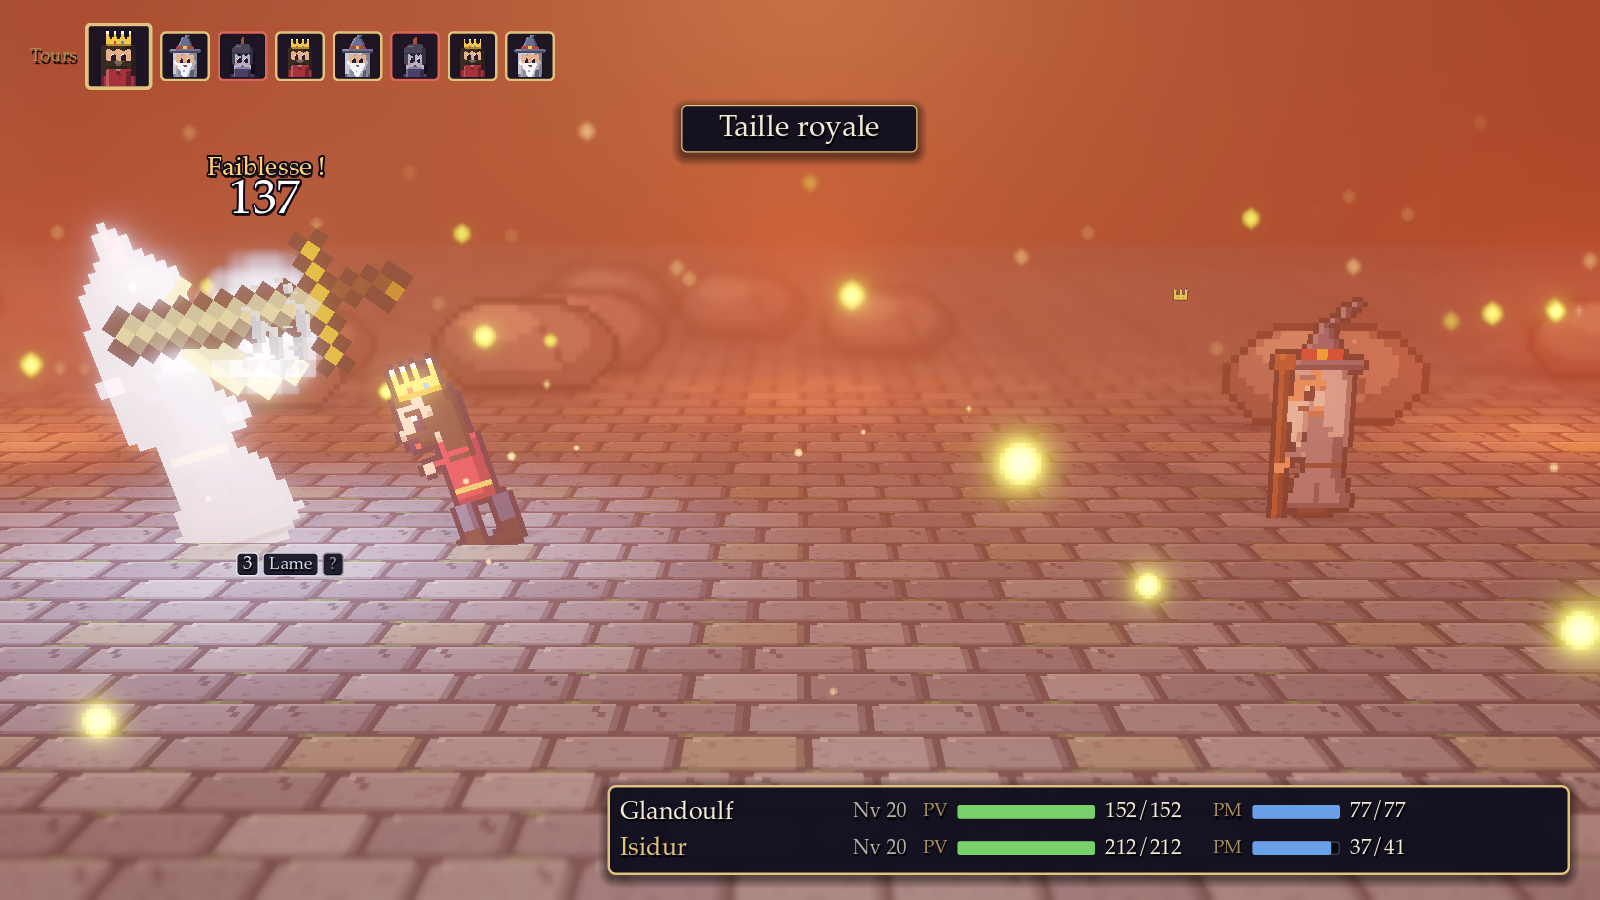 Tours
Taille royale
Faiblesse !
137
3 Lame ?
Glandoulf Nv 20 PV 152/152 PM 77/77
Isidur Nv 20 PV 212/212 PM 37/41